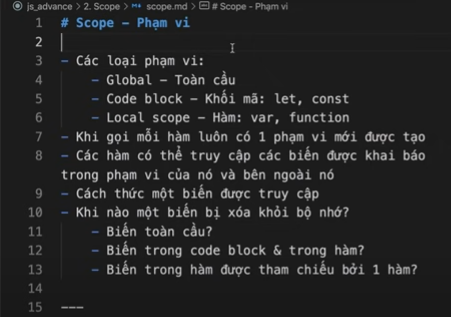 js_advance > 2. Scope > scope.md > # Scope - Phạm vi
1 # Scope - Phạm vi
2
3 - Các loại phạm vi:
4 - Global - Toàn cầu
5 - Code block - Khối mã: let, const
6 - Local scope - Hàm: var, function
7 - Khi gọi mỗi hàm luôn có 1 phạm vi mới được tạo
8 - Các hàm có thể truy cập các biến được khai báo
trong phạm vi của nó và bên ngoài nó
9 - Cách thức một biến được truy cập
10 - Khi nào một biến bị xóa khỏi bộ nhớ?
11 - Biến toàn cầu?
12 - Biến trong code block & trong hàm?
13 - Biến trong hàm được tham chiếu bởi 1 hàm?
14
15 ---